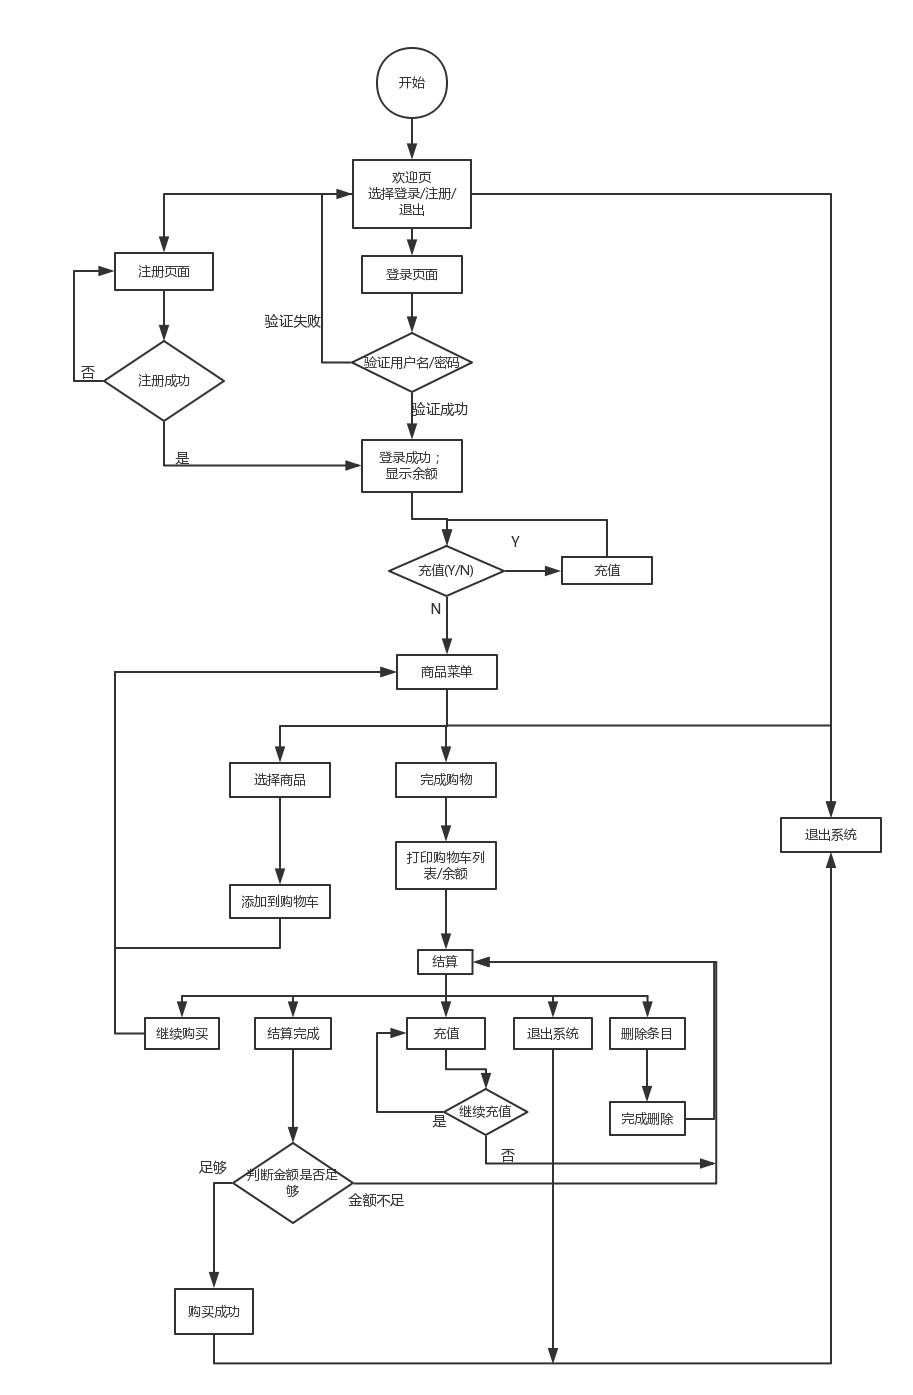 开始
欢迎页
选择登录/注册/
退出
注册页面
登录页面
验证失败
验证用户名/密码
否
注册成功
验证成功
是
登录成功；
显示余额
Y
充值(Y/N)
充值
N
商品菜单
选择商品
完成购物
退出系统
打印购物车列
表/余额
添加到购物车
结算
继续购买
结算完成
充值
退出系统
删除条目
继续充值
是
完成删除
否
足够
判断金额是否足
够
金额不足
购买成功